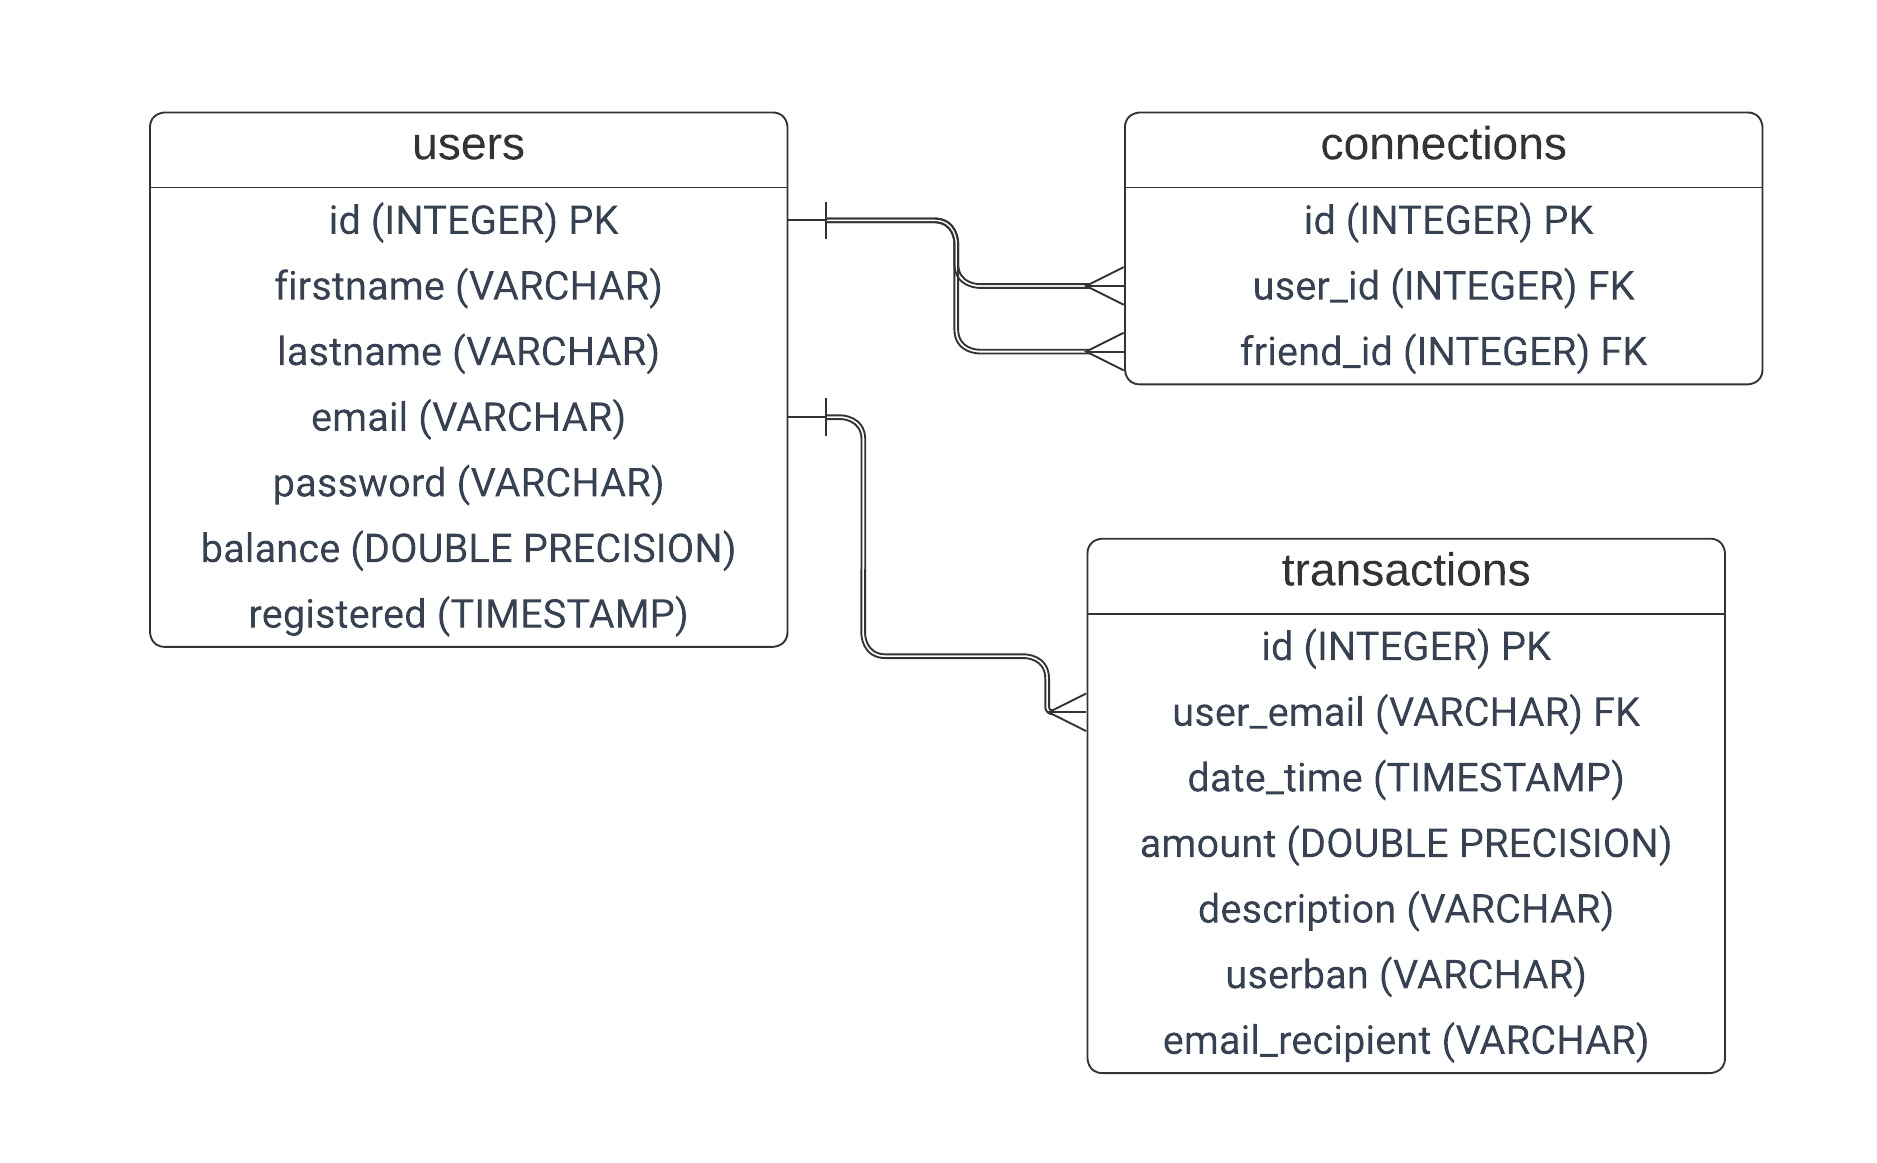 users
id (INTEGER) PK
firstname (VARCHAR)
lastname (VARCHAR)
email (VARCHAR)
password (VARCHAR)
balance (DOUBLE PRECISION)
registered (TIMESTAMP)
connections
id (INTEGER) PK
user_id (INTEGER) FK
friend_id (INTEGER) FK
transactions
id (INTEGER) PK
user_email (VARCHAR) FK
date_time (TIMESTAMP)
amount (DOUBLE PRECISION)
description (VARCHAR)
userban (VARCHAR)
email_recipient (VARCHAR)